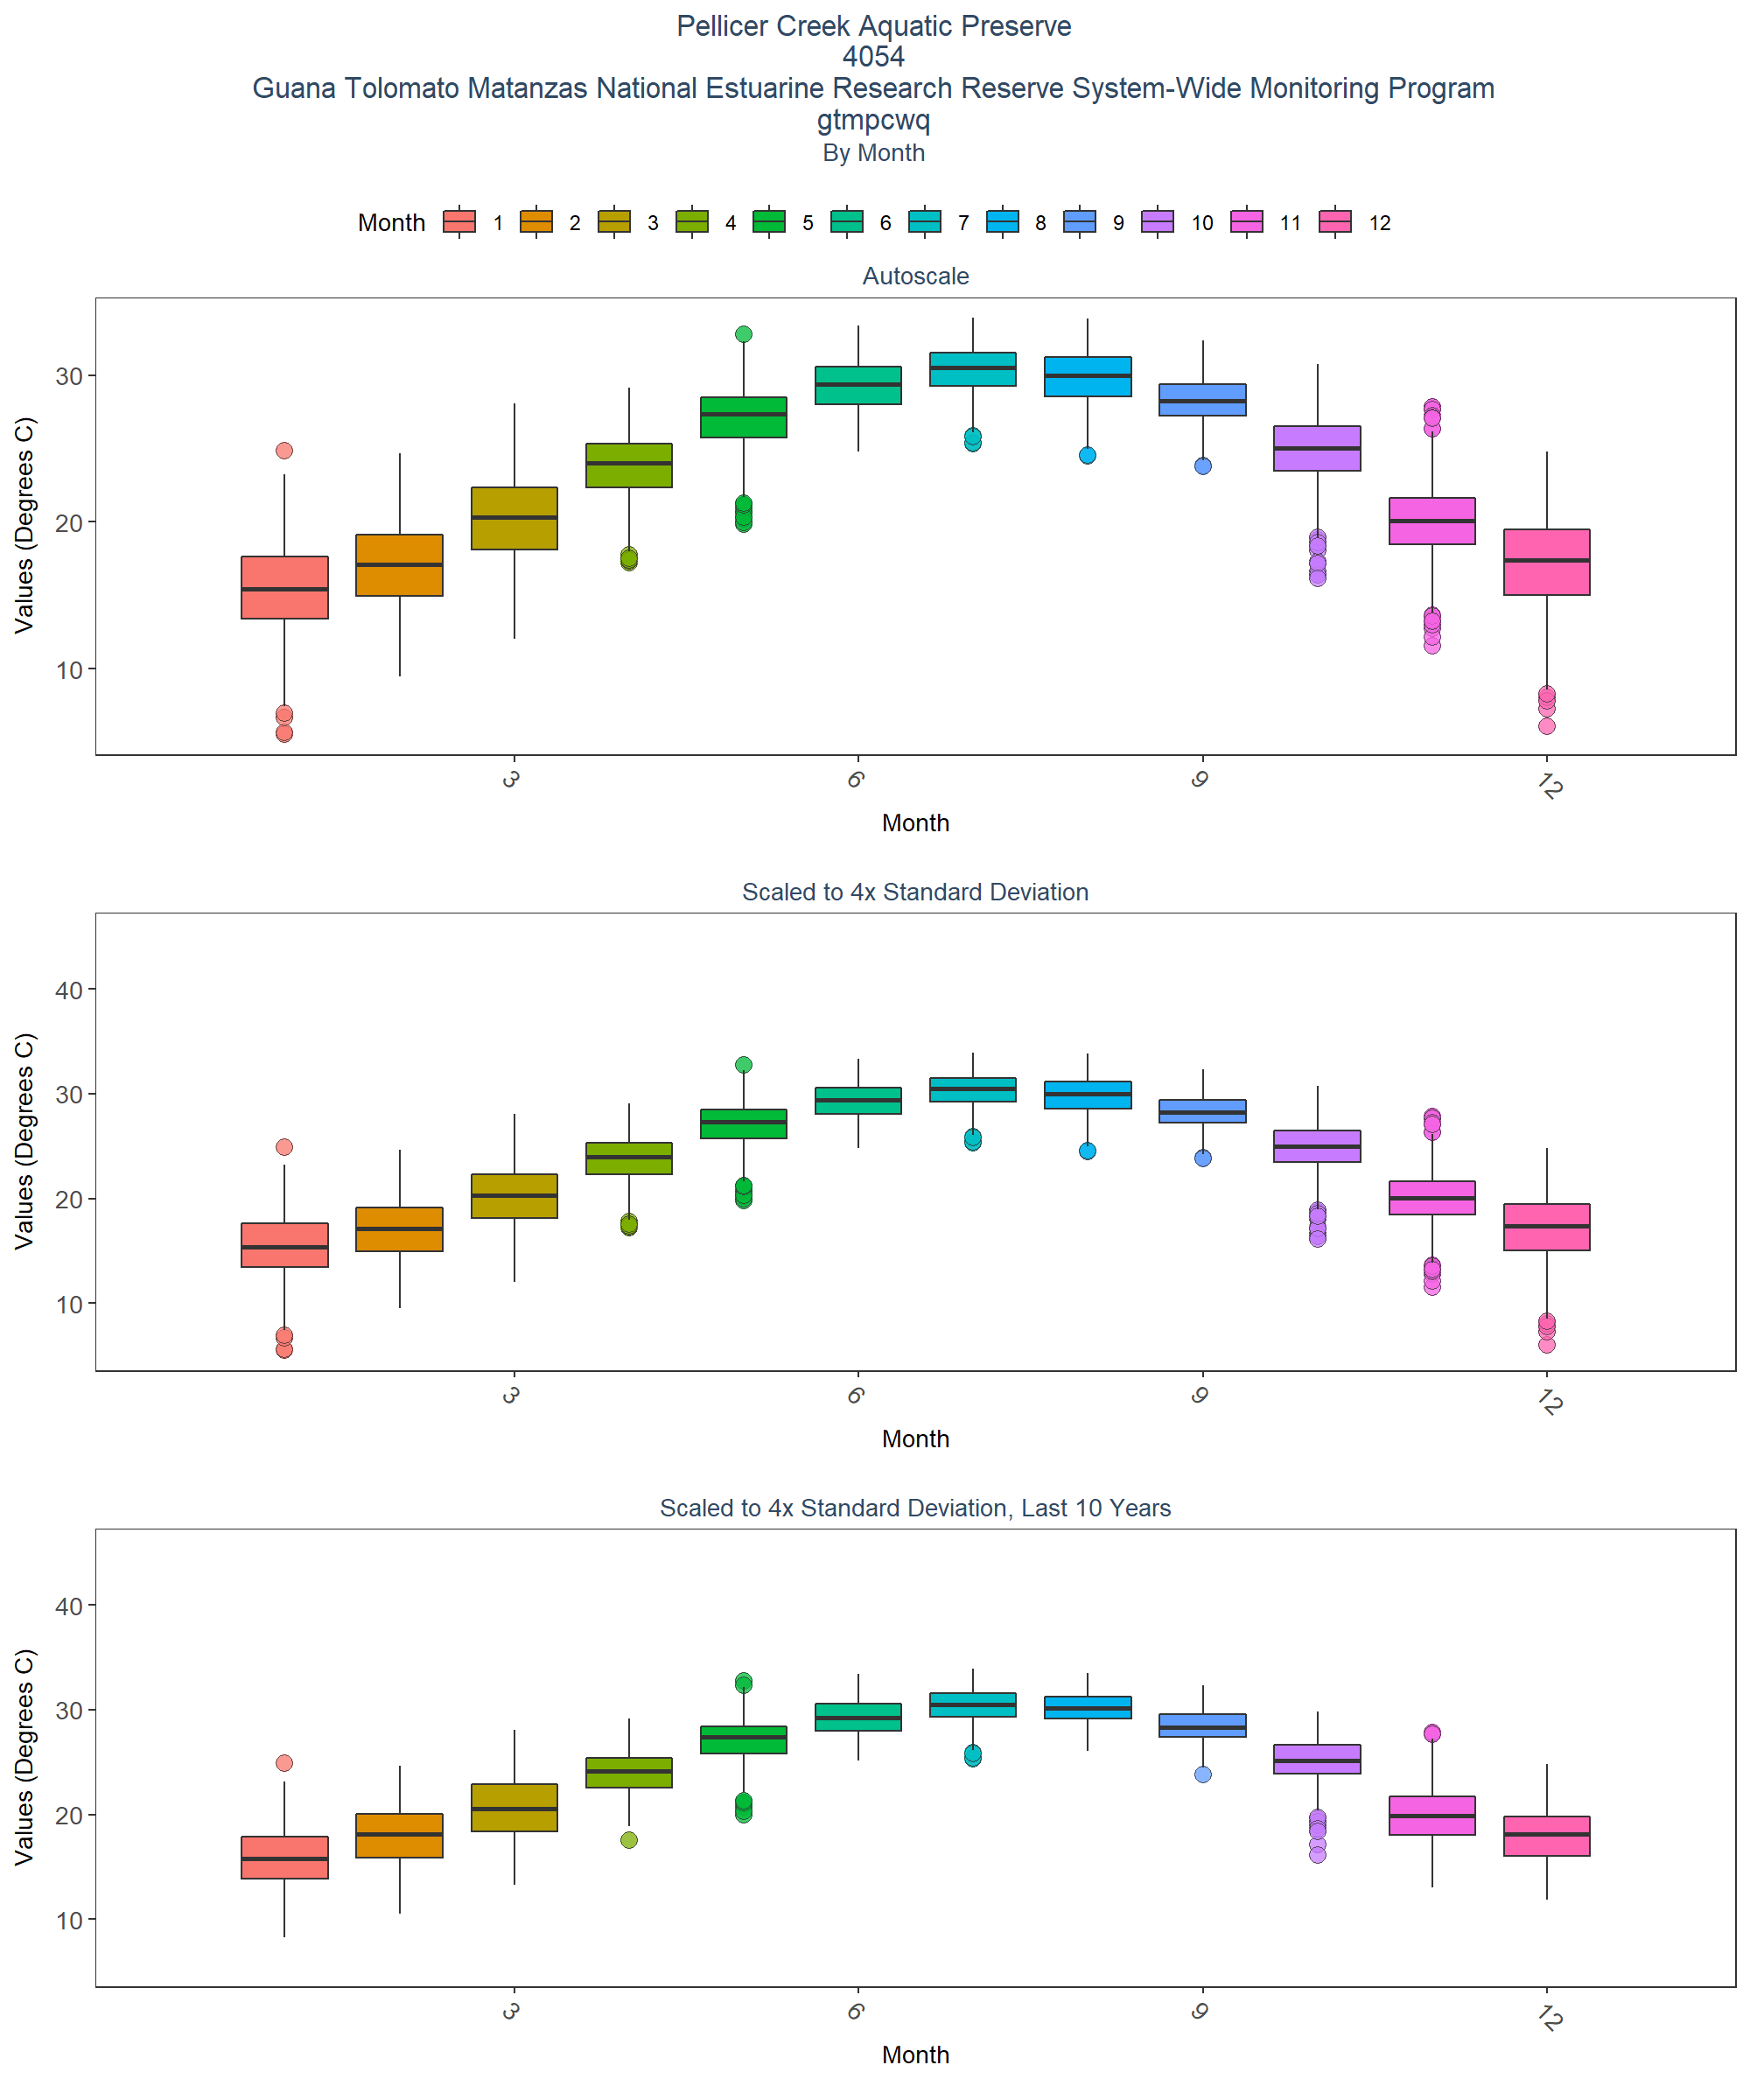 Pellicer Creek Aquatic Preserve
4054
Guana Tolomato Matanzas National Estuarine Research Reserve System-Wide Monitoring Program
gtmpcwq
By Month
Month 1 2 3 4 5 6 7 8 9 10 11 12
Autoscale
Values (Degrees C)
30
20
10
3 6 9 12
Month
Scaled to 4x Standard Deviation
Values (Degrees C)
40
30
20
10
3 6 9 12
Month
Scaled to 4x Standard Deviation, Last 10 Years
Values (Degrees C)
40
30
20
10
3 6 9 12
Month